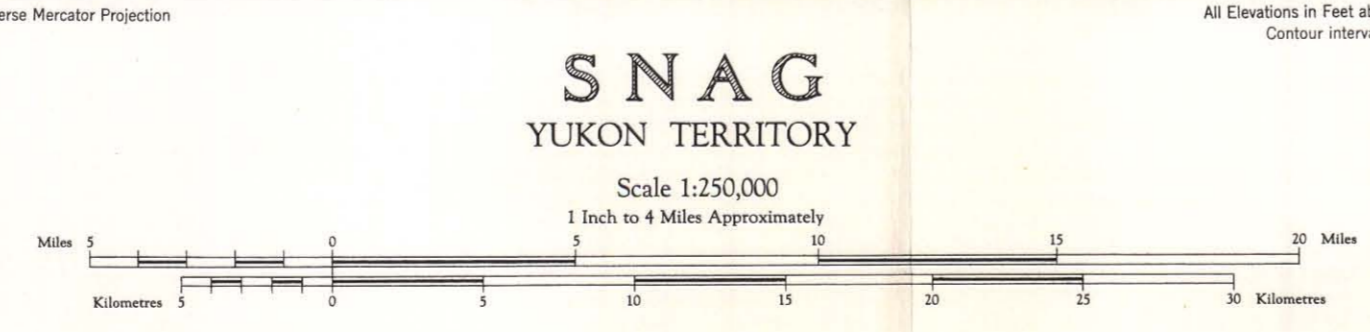 Mercator Projection
All Elevations in Feet
Contour
SNAG
YUKON TERRITORY
Scale 1:250,000
1 Inch to 4 Miles Approximately
Miles 5 0 5 10 15 20 Miles
Kilometres 5 0 5 10 15 20 25 30 Kilometres